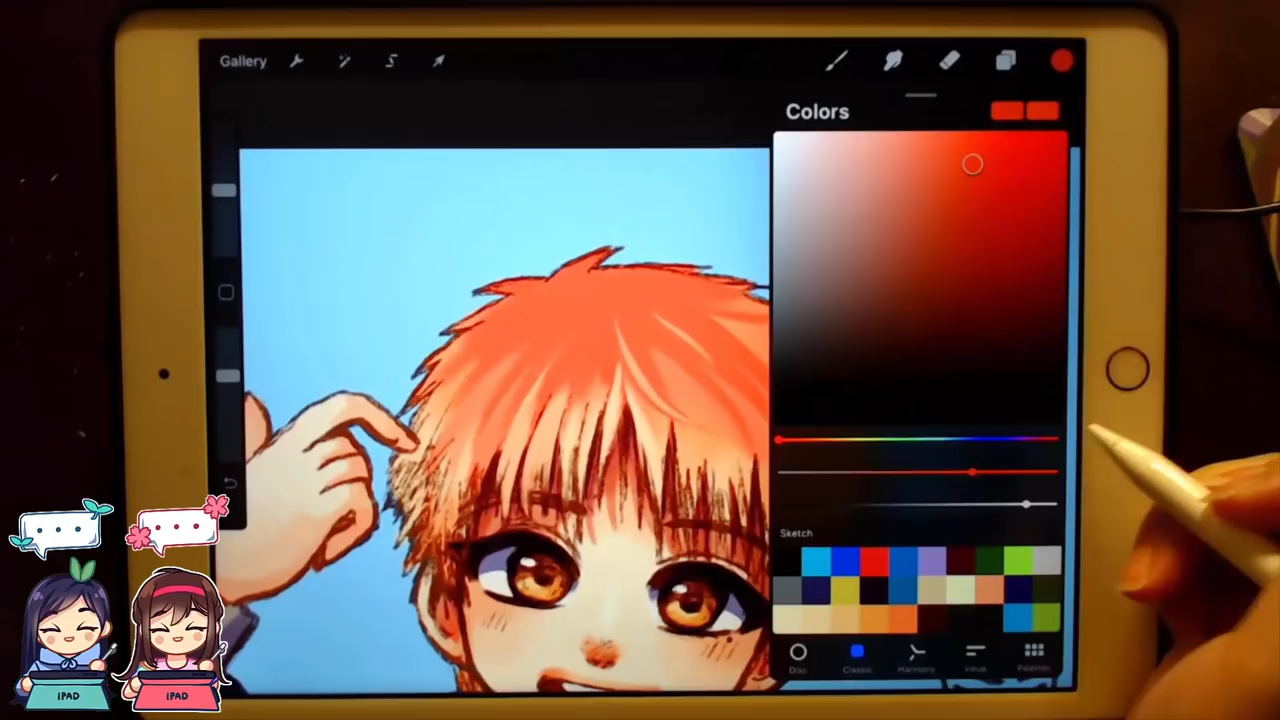 Gallery
Colors
Sketch
Disc
Classic
Harmony
Value
Palettes
IPAD
IPAD